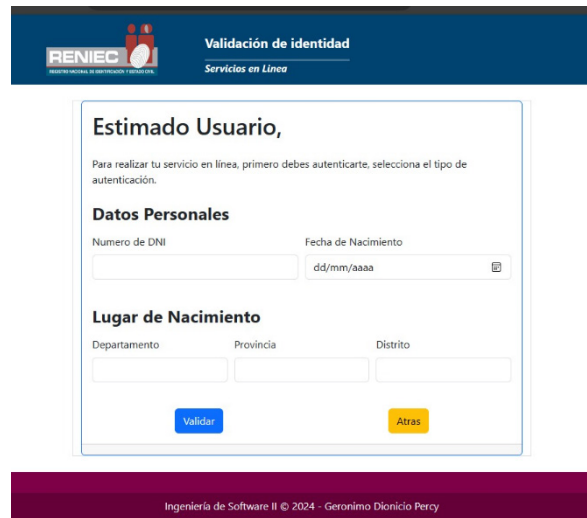 RENIEC
REGISTRO NACIONAL DE IDENTIFICACIÓN Y ESTADO CIVIL
Validación de identidad
Servicios en Linea
Estimado Usuario,
Para realizar tu servicio en línea, primero debes autenticarte, selecciona el tipo de
autenticación.
Datos Personales
Numero de DNI
Fecha de Nacimiento
dd/mm/aaaa
Lugar de Nacimiento
Departamento
Provincia
Distrito
Validar
Atras
Ingeniería de Software II © 2024 - Geronimo Dionicio Percy